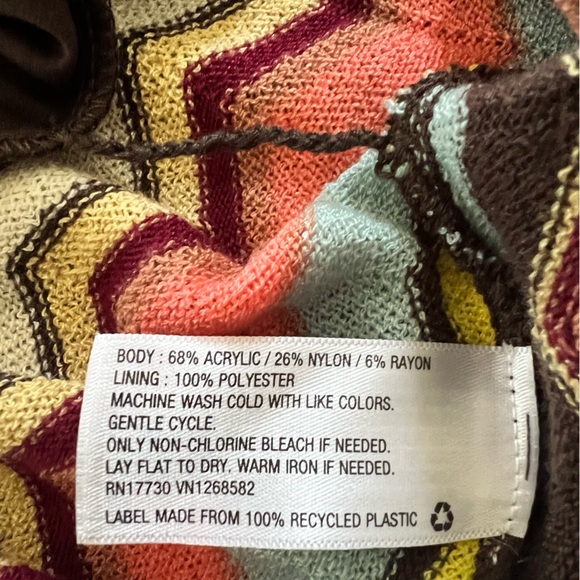 BODY : 68% ACRYLIC / 26% NYLON / 6% RAYON
LINING : 100% POLYESTER
MACHINE WASH COLD WITH LIKE COLORS.
GENTLE CYCLE.
ONLY NON-CHLORINE BLEACH IF NEEDED.
LAY FLAT TO DRY. WARM IRON IF NEEDED.
RN17730 VN1268582
LABEL MADE FROM 100% RECYCLED PLASTIC